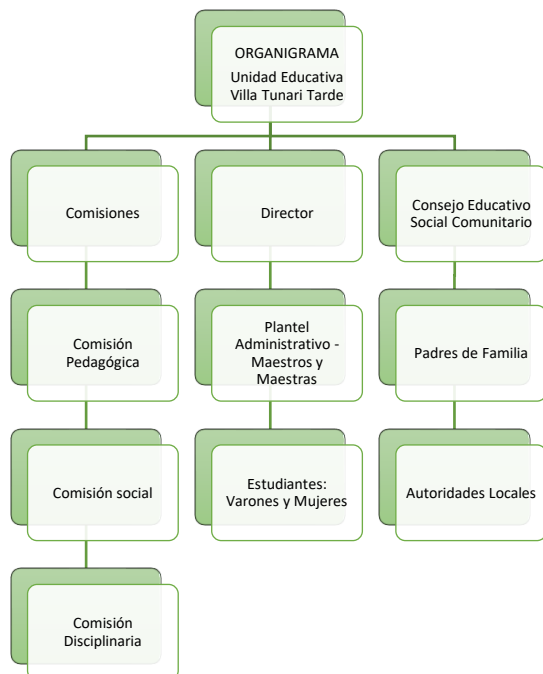 ORGANIGRAMA
Unidad Educativa
Villa Tunari Tarde
Comisiones
Director
Consejo Educativo
Social Comunitario
Comisión
Pedagógica
Plantel
Administrativo -
Maestros y
Maestras
Padres de Familia
Comisión social
Estudiantes:
Varones y Mujeres
Autoridades Locales
Comisión
Disciplinaria